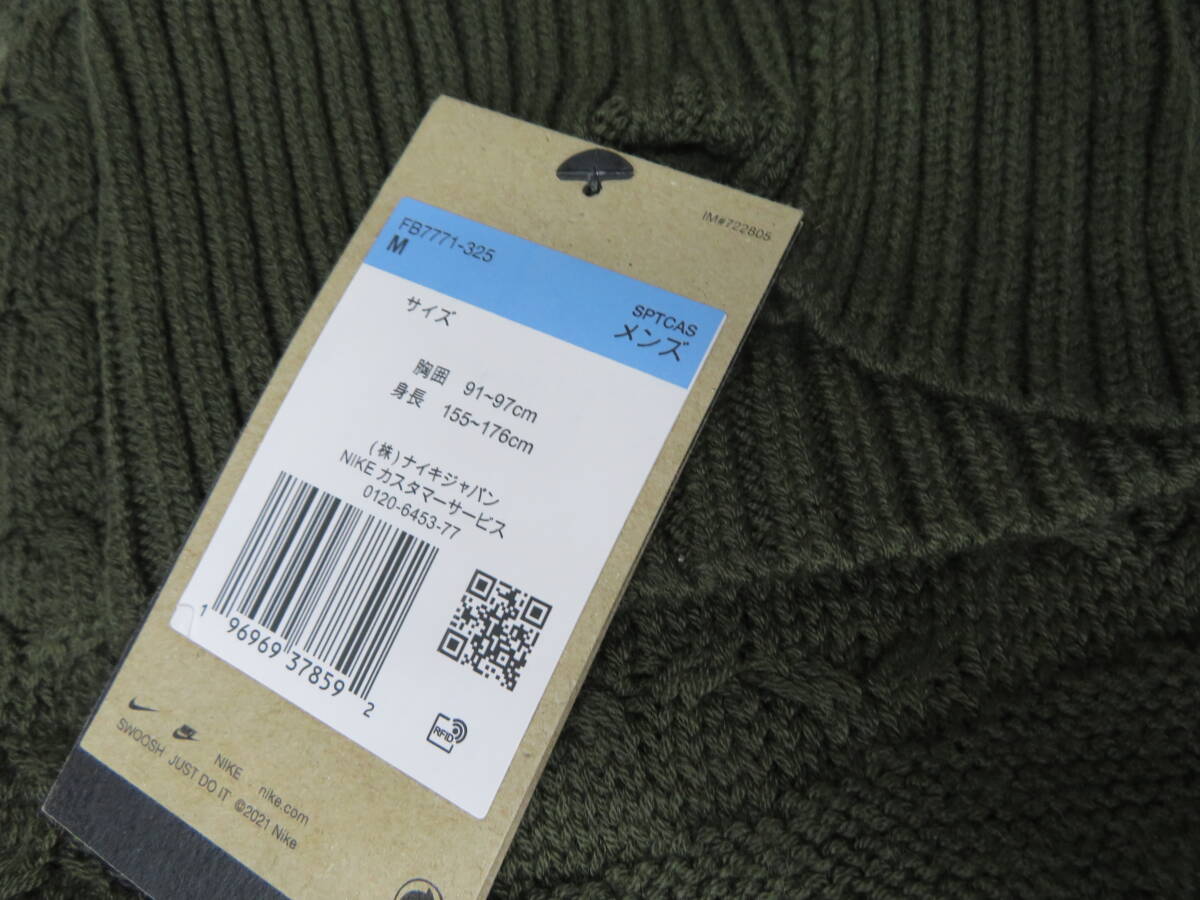 IM#722805
FB7771-325
M
SPTCAS
メンズ
サイズ
胸囲 91~97cm
身長 155~176cm
(株)ナイキジャパン
NIKE カスタマーサービス
0120-6453-77
1 96969 37859 2
RFID
NIKE nike.com
SWOOSH JUST DO IT ©2021 Nike